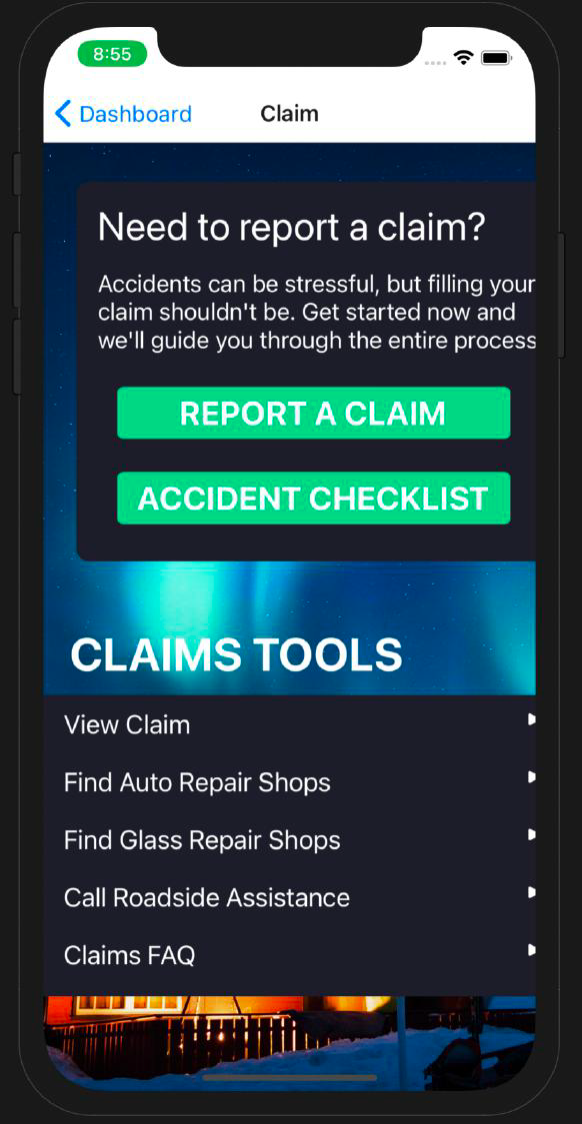 8:55
Dashboard
Claim
Need to report a claim?
Accidents can be stressful, but filling your
claim shouldn't be. Get started now and
we'll guide you through the entire process
REPORT A CLAIM
ACCIDENT CHECKLIST
CLAIMS TOOLS
View Claim
Find Auto Repair Shops
Find Glass Repair Shops
Call Roadside Assistance
Claims FAQ